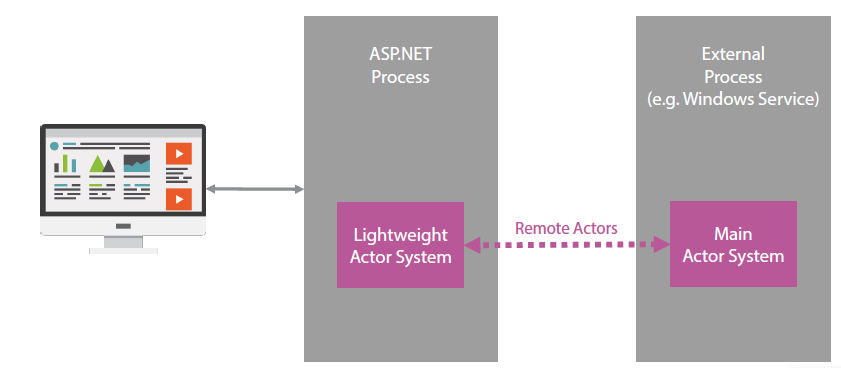 ASP.NET
Process
External
Process
(e.g. Windows Service)
Lightweight
Actor System
Remote Actors
Main
Actor System